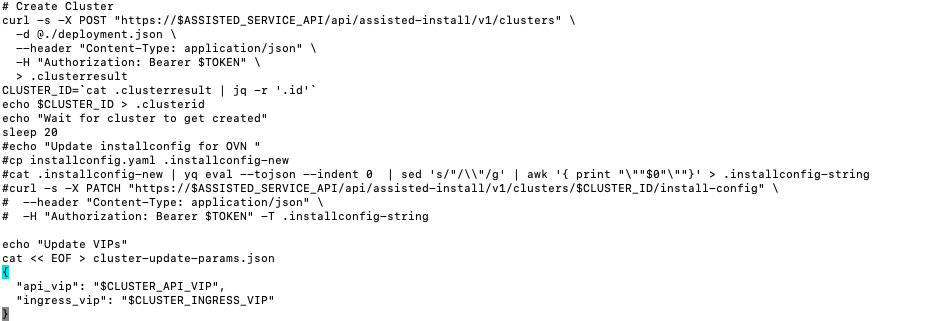 # Create Cluster
curl -s -X POST "https://$ASSISTED_SERVICE_API/api/assisted-install/v1/clusters" \
  -d @./deployment.json \
  --header "Content-Type: application/json" \
  -H "Authorization: Bearer $TOKEN" \
  > .clusterresult
CLUSTER_ID=`cat .clusterresult | jq -r '.id'`
echo $CLUSTER_ID > .clusterid
echo "Wait for cluster to get created"
sleep 20
#echo "Update installconfig for OVN "
#cp installconfig.yaml .installconfig-new
#cat .installconfig-new | yq eval --tojson --indent 0  | sed 's/"/\\"/g' | awk '{ print "\""$0"\""}' > .installconfig-string
#curl -s -X PATCH "https://$ASSISTED_SERVICE_API/api/assisted-install/v1/clusters/$CLUSTER_ID/install-config" \
#  --header "Content-Type: application/json" \
#  -H "Authorization: Bearer $TOKEN" -T .installconfig-string

echo "Update VIPs"
cat << EOF > cluster-update-params.json
{
  "api_vip": "$CLUSTER_API_VIP",
  "ingress_vip": "$CLUSTER_INGRESS_VIP"
}